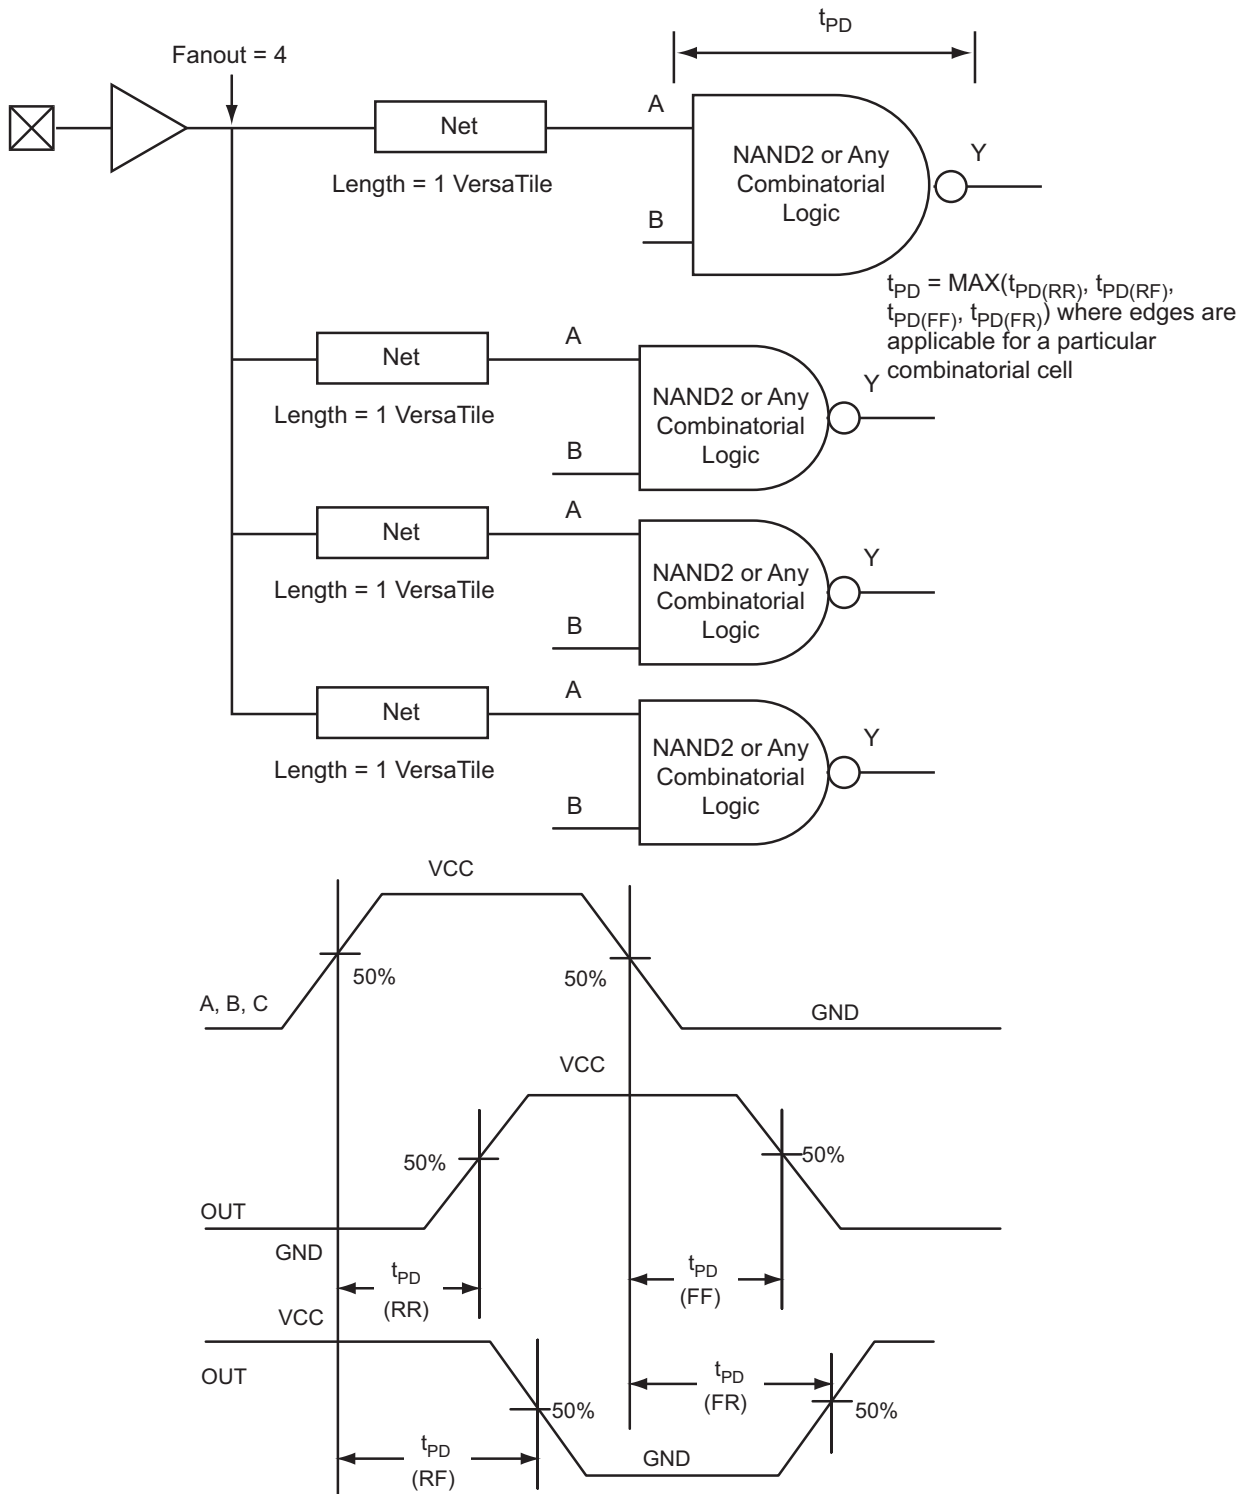 tPD
Fanout = 4
Net
Length = 1 VersaTile
A
B
NAND2 or Any
Combinatorial
Logic
Y
tPD = MAX(tPD(RR), tPD(RF),
tPD(FF), tPD(FR)) where edges are
applicable for a particular
combinatorial cell
Net
Length = 1 VersaTile
A
B
NAND2 or Any
Combinatorial
Logic
Y
Net
Length = 1 VersaTile
A
B
NAND2 or Any
Combinatorial
Logic
Y
Net
Length = 1 VersaTile
A
B
NAND2 or Any
Combinatorial
Logic
Y
VCC
50%
50%
A, B, C
GND
VCC
50%
50%
OUT
GND
tPD
(RR)
tPD
(FF)
VCC
OUT
tPD
(FR)
50%
50%
tPD
(RF)
GND